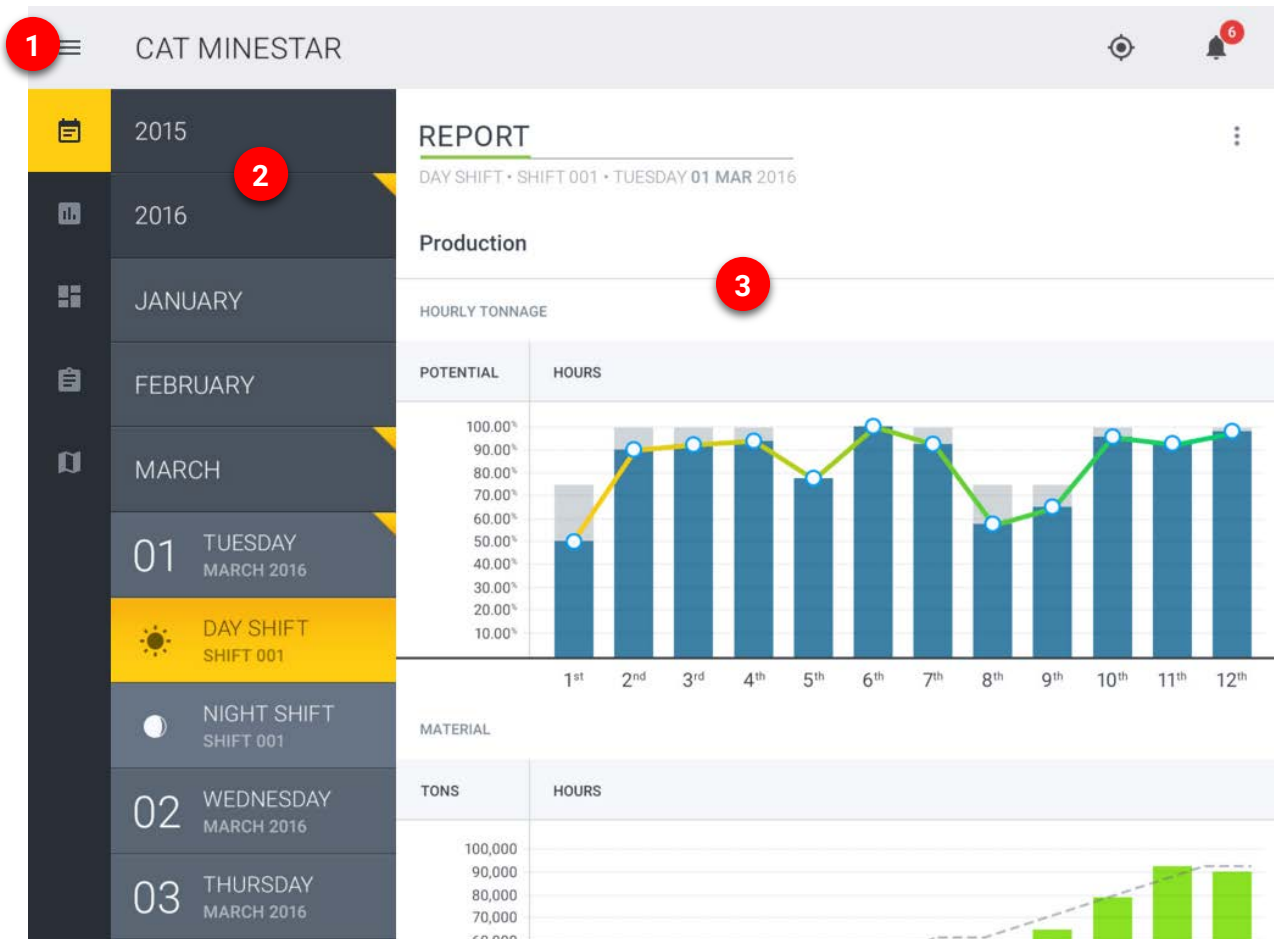 1
CAT MINESTAR
6
2015
2
2016
JANUARY
FEBRUARY
MARCH
01 TUESDAY
MARCH 2016
DAY SHIFT
SHIFT 001
NIGHT SHIFT
SHIFT 001
02 WEDNESDAY
MARCH 2016
03 THURSDAY
MARCH 2016
REPORT
DAY SHIFT • SHIFT 001 • TUESDAY 01 MAR 2016
Production
3
HOURLY TONNAGE
POTENTIAL HOURS
100.00%
90.00%
80.00%
70.00%
60.00%
50.00%
40.00%
30.00%
20.00%
10.00%
1st 2nd 3rd 4th 5th 6th 7th 8th 9th 10th 11th 12th
MATERIAL
TONS HOURS
100,000
90,000
80,000
70,000